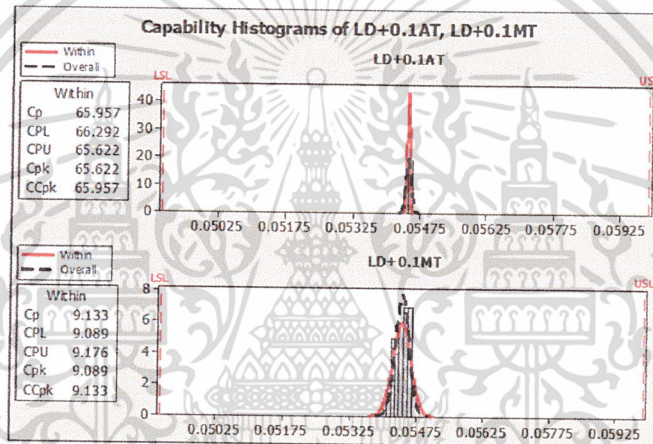 Capability Histograms of LD+0.1AT, LD+0.1MT
Within
Overall
Within
Cp 65.957
CPL 66.292
CPU 65.622
Cpk 65.622
CCpk 65.957
LD+0.1AT
LSL
USL
40
30
20
10
0
0.05025 0.05175 0.05325 0.05475 0.05625 0.05775 0.05925
Within
Overall
Within
Cp 9.133
CPL 9.089
CPU 9.176
Cpk 9.089
CCpk 9.133
LD+0.1MT
LSL
USL
8
6
4
2
0
0.05025 0.05175 0.05325 0.05475 0.05625 0.05775 0.05925